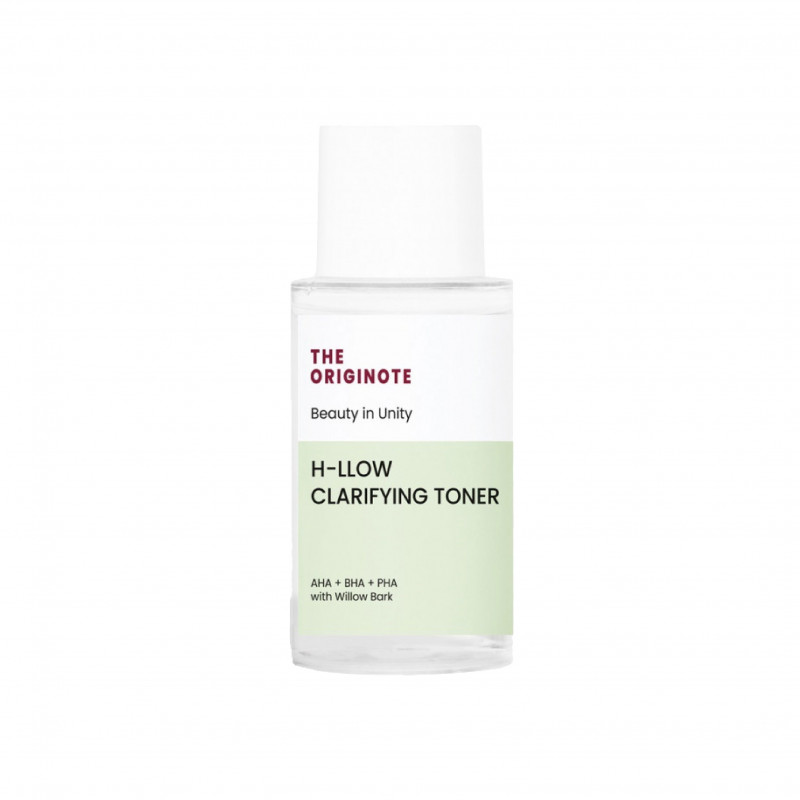 THE
ORIGINOTE
Beauty in Unity
H-LLOW
CLARIFYING TONER
AHA + BHA + PHA
with Willow Bark